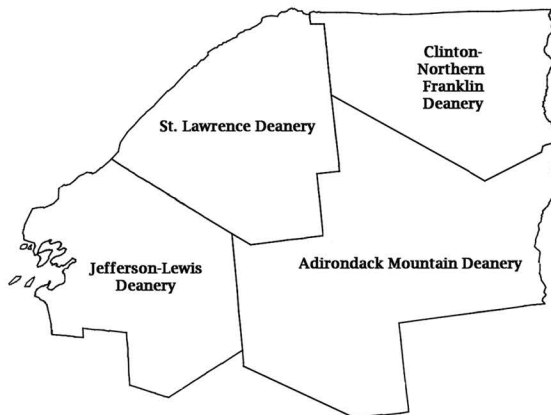 Clinton-
Northern
Franklin
Deanery
St. Lawrence Deanery
Adirondack Mountain Deanery
Jefferson-Lewis
Deanery